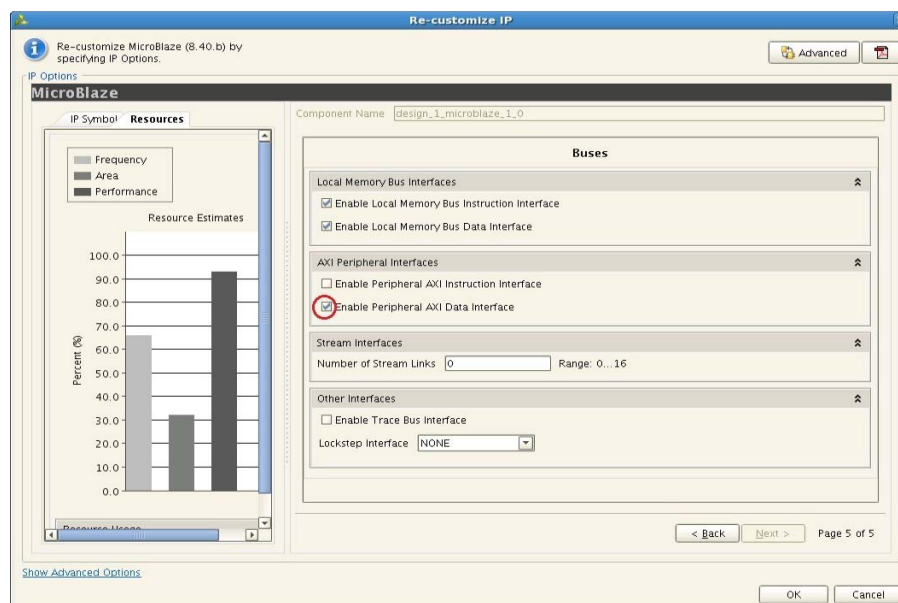 Re-customize IP
Re-customize MicroBlaze (8.40.b) by
specifying IP Options.
Advanced
IP Options
MicroBlaze
IP Symbol
Resources
Component Name design_1_microblaze_1_0
Frequency
Area
Performance
Resource Estimates
100.0
90.0
80.0
70.0
60.0
50.0
40.0
30.0
20.0
10.0
0.0
Percent (%)
Resource Usage
Buses
Local Memory Bus Interfaces
Enable Local Memory Bus Instruction Interface
Enable Local Memory Bus Data Interface
AXI Peripheral Interfaces
Enable Peripheral AXI Instruction Interface
Enable Peripheral AXI Data Interface
Stream Interfaces
Number of Stream Links 0 Range: 0...16
Other Interfaces
Enable Trace Bus Interface
Lockstep Interface NONE
< Back Next > Page 5 of 5
Show Advanced Options
OK Cancel